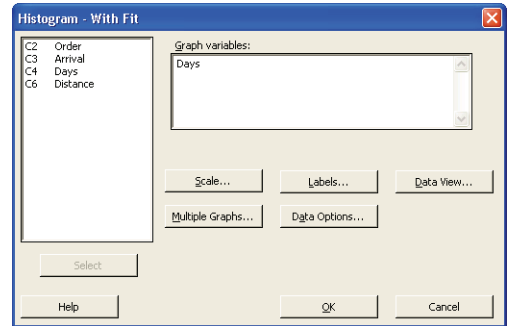 Histogram - With Fit
C2 Order
C3 Arrival
C4 Days
C6 Distance
Graph variables:
Days
Scale...
Labels...
Data View...
Multiple Graphs...
Data Options...
Select
Help
OK
Cancel